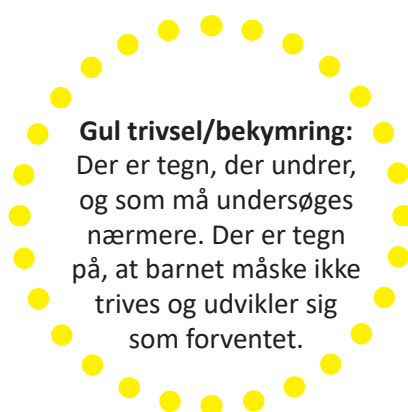 Gul trivsel/bekymring:
Der er tegn, der undrer,
og som må undersøges
nærmere. Der er tegn
på, at barnet måske ikke
trives og udvikler sig
som forventet.